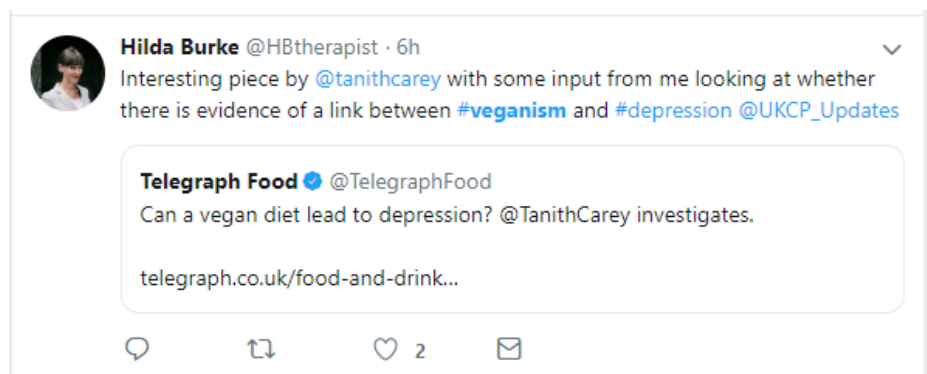 Hilda Burke @HBtherapist · 6h
Interesting piece by @tanithcarey with some input from me looking at whether
there is evidence of a link between #veganism and #depression @UKCP_Updates
Telegraph Food @TelegraphFood
Can a vegan diet lead to depression? @TanithCarey investigates.
telegraph.co.uk/food-and-drink...
2